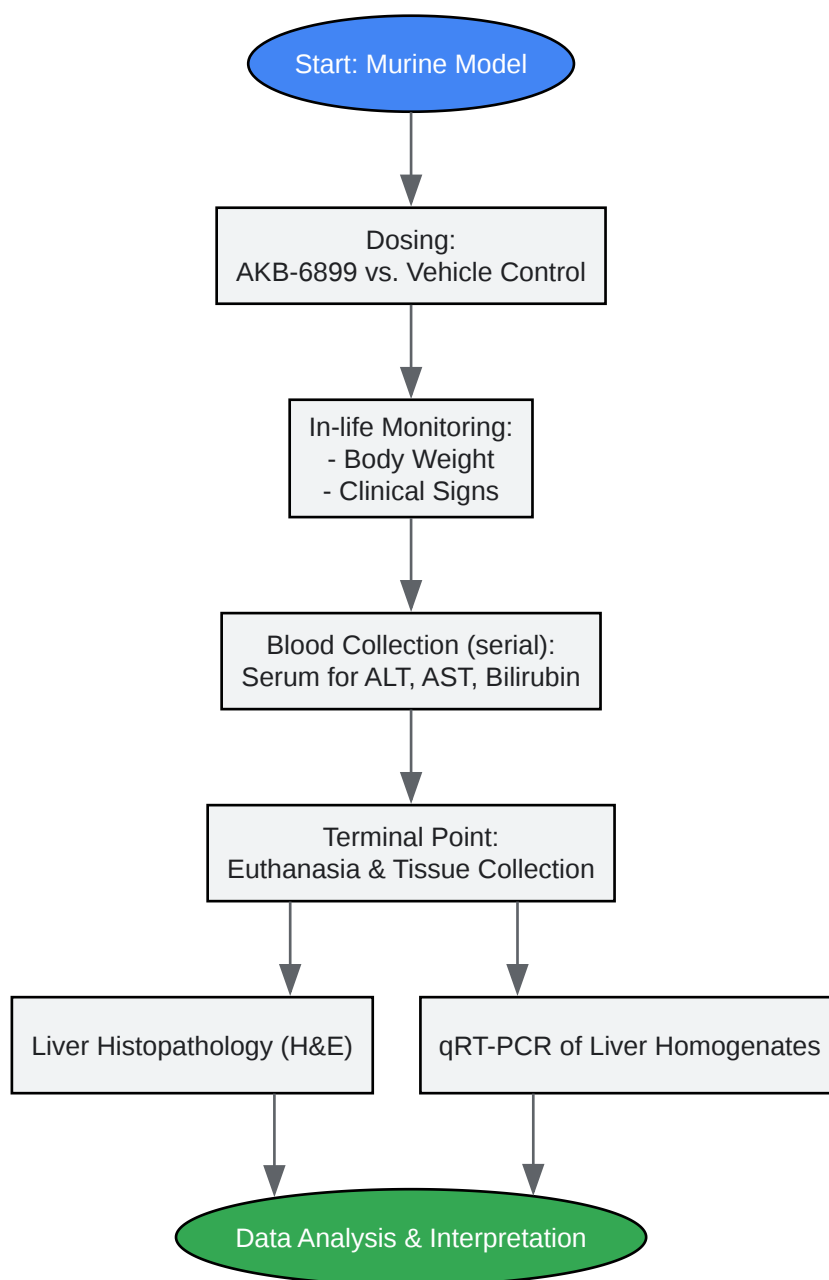 Start: Murine Model
Dosing:
AKB-6899 vs. Vehicle Control
In-life Monitoring:
- Body Weight
- Clinical Signs
Blood Collection (serial):
Serum for ALT, AST, Bilirubin
Terminal Point:
Euthanasia & Tissue Collection
Liver Histopathology (H&E)
qRT-PCR of Liver Homogenates
Data Analysis & Interpretation